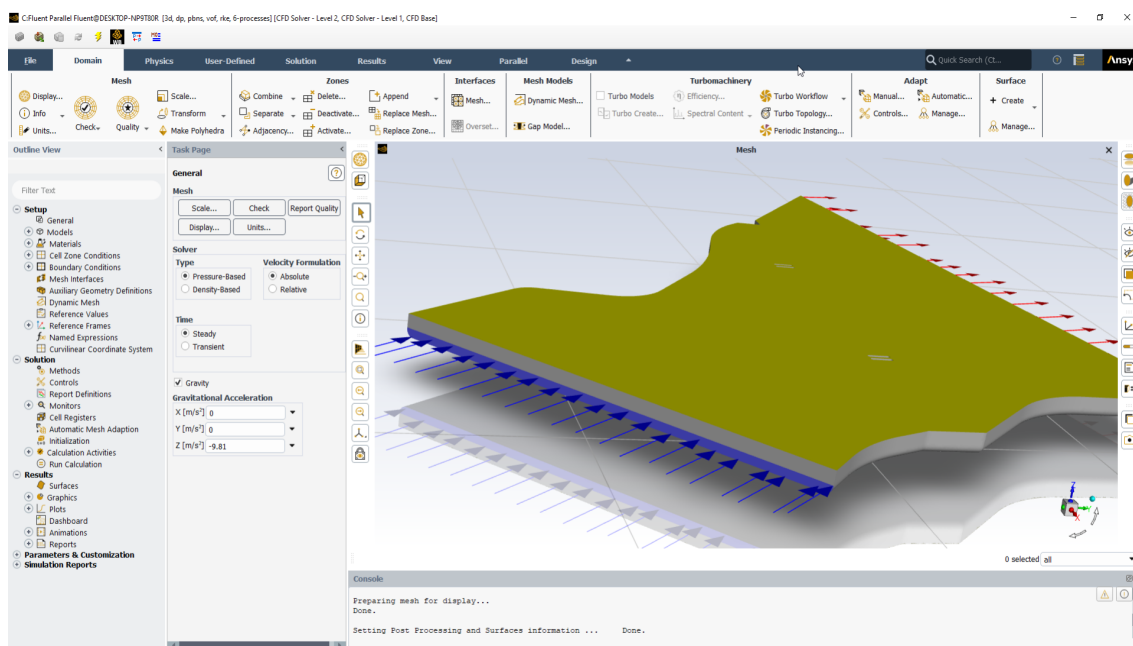 C:Fluent Parallel Fluent@DESKTOP-NP9T80R [3d, dp, pbns, vof, rke, 6-processes] [CFD Solver - Level 2, CFD Solver - Level 1, CFD Base]
File Domain Physics User-Defined Solution Results View Parallel Design Quick Search (Ct... Ansy
Mesh Zones Interfaces Mesh Models Turbomachinery Adapt Surface
Display... Scale... Combine Delete... Append Mesh... Dynamic Mesh... Turbo Models Efficiency... Turbo Workflow Manual... Automatic... + Create
Info Check Quality Transform Separate Deactivate... Replace Mesh... Turbo Create... Spectral Content Turbo Topology... Controls... Manage...
Units... Make Polyhedra Adjacency... Activate... Replace Zone... Overset... Gap Model... Periodic Instancing... Manage...
Outline View
Filter Text
Setup
General
Models
Materials
Cell Zone Conditions
Boundary Conditions
Mesh Interfaces
Auxiliary Geometry Definitions
Dynamic Mesh
Reference Values
Reference Frames
Named Expressions
Curvilinear Coordinate System
Solution
Methods
Controls
Report Definitions
Monitors
Cell Registers
Automatic Mesh Adaption
Initialization
Calculation Activities
Run Calculation
Results
Surfaces
Graphics
Plots
Dashboard
Animations
Reports
Parameters & Customization
Simulation Reports
Task Page
General
Mesh
Scale... Check Report Quality
Display... Units...
Solver
Type Velocity Formulation
Pressure-Based Absolute
Density-Based Relative
Time
Steady
Transient
Gravity
Gravitational Acceleration
X [m/s²] 0
Y [m/s²] 0
Z [m/s²] -9.81
Mesh
Z
Y
X
0 selected all
Console
Preparing mesh for display...
Done.
Setting Post Processing and Surfaces information ... Done.